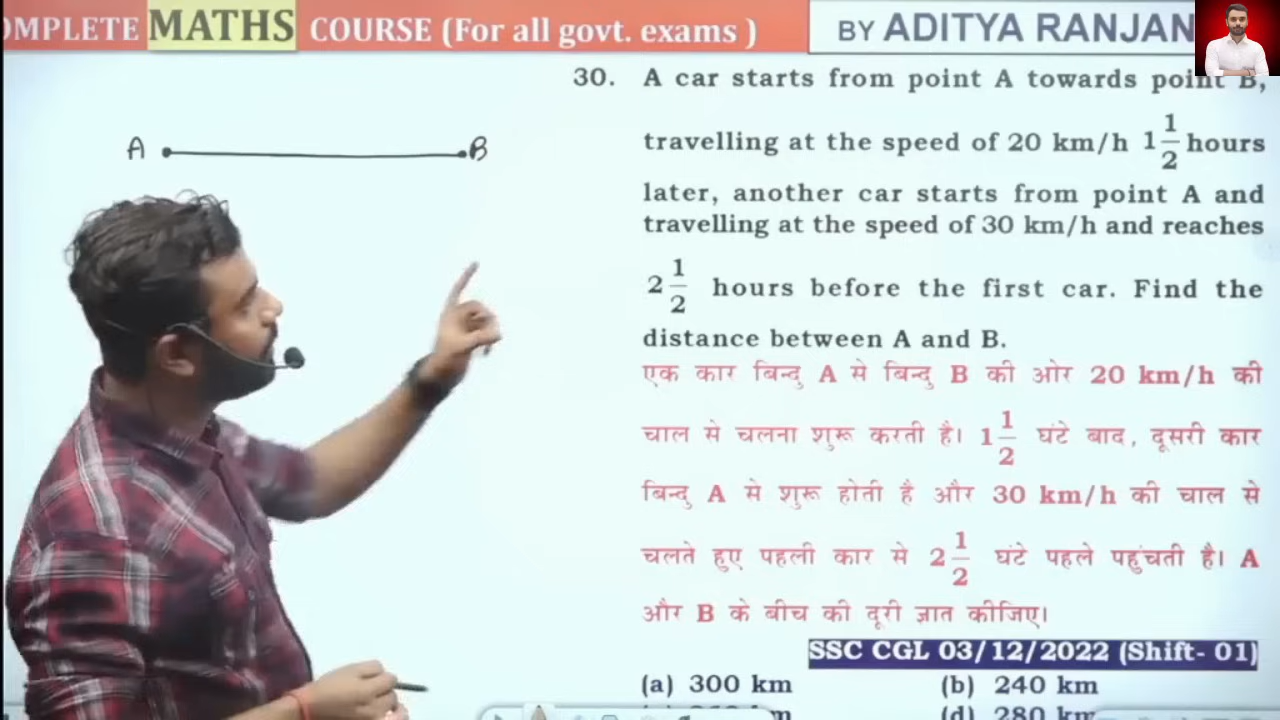 OMPLETE MATHS COURSE (For all govt. exams )
BY ADITYA RANJAN
A B
30. A car starts from point A towards point B,
travelling at the speed of 20 km/h 1 1/2 hours
later, another car starts from point A and
travelling at the speed of 30 km/h and reaches
2 1/2 hours before the first car. Find the
distance between A and B.
एक कार बिन्दु A से बिन्दु B की ओर 20 km/h की
चाल से चलना शुरू करती है। 1 1/2 घंटे बाद, दूसरी कार
बिन्दु A से शुरू होती है और 30 km/h की चाल से
चलते हुए पहली कार से 2 1/2 घंटे पहले पहुंचती है। A
और B के बीच की दूरी ज्ञात कीजिए।
SSC CGL 03/12/2022 (Shift- 01)
(a) 300 km (b) 240 km
(d) 280 km